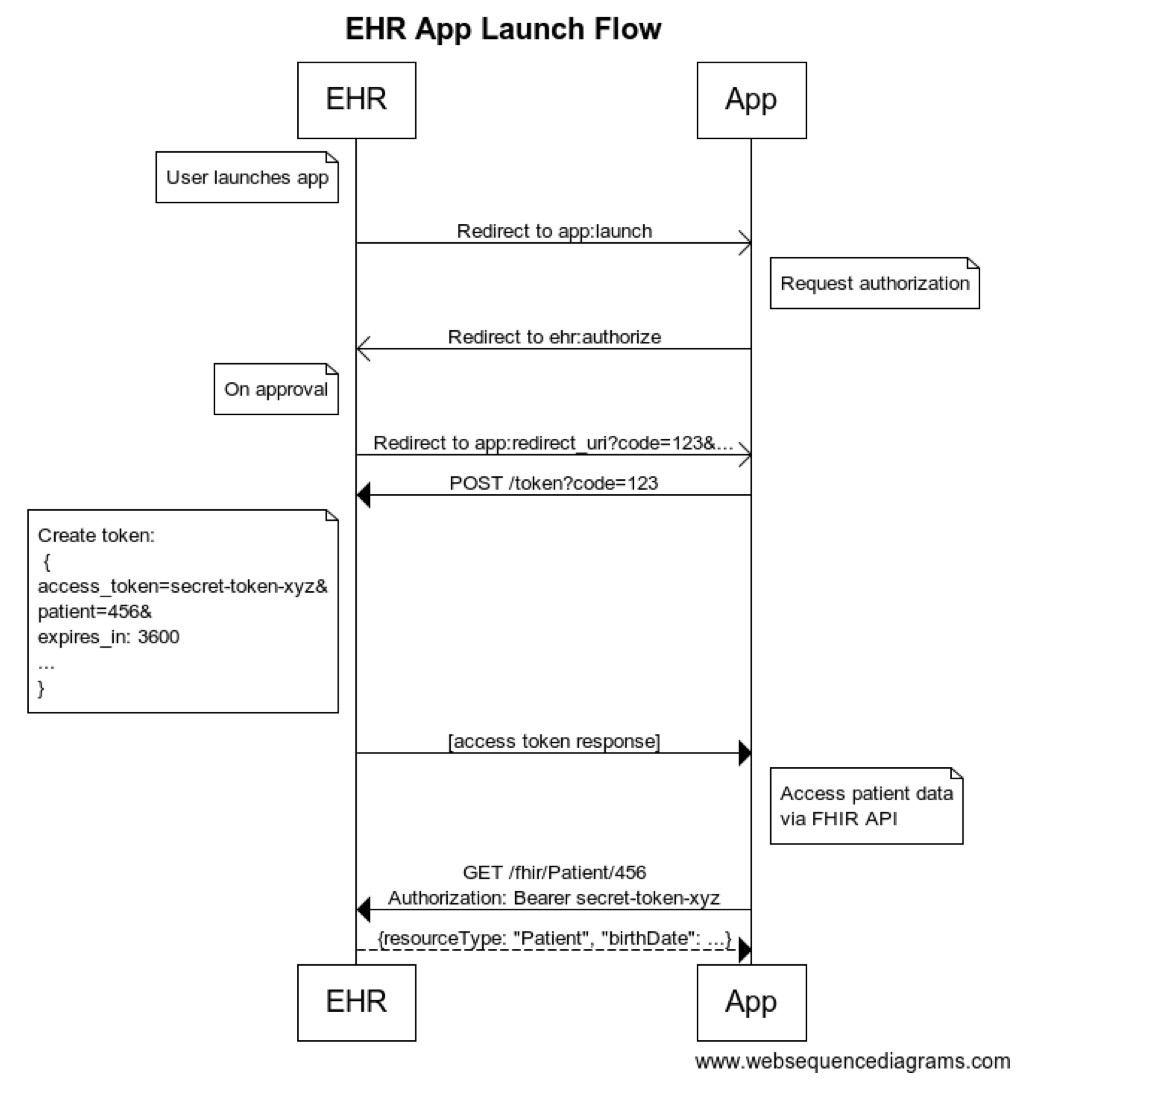 EHR App Launch Flow
EHR
App
User launches app
Redirect to app:launch
Request authorization
Redirect to ehr:authorize
On approval
Redirect to app:redirect_uri?code=123&...
POST /token?code=123
Create token:
{
access_token=secret-token-xyz&
patient=456&
expires_in: 3600
...
}
[access token response]
Access patient data
via FHIR API
GET /fhir/Patient/456
Authorization: Bearer secret-token-xyz
{resourceType: "Patient", "birthDate": ...}
EHR
App
www.websequencediagrams.com